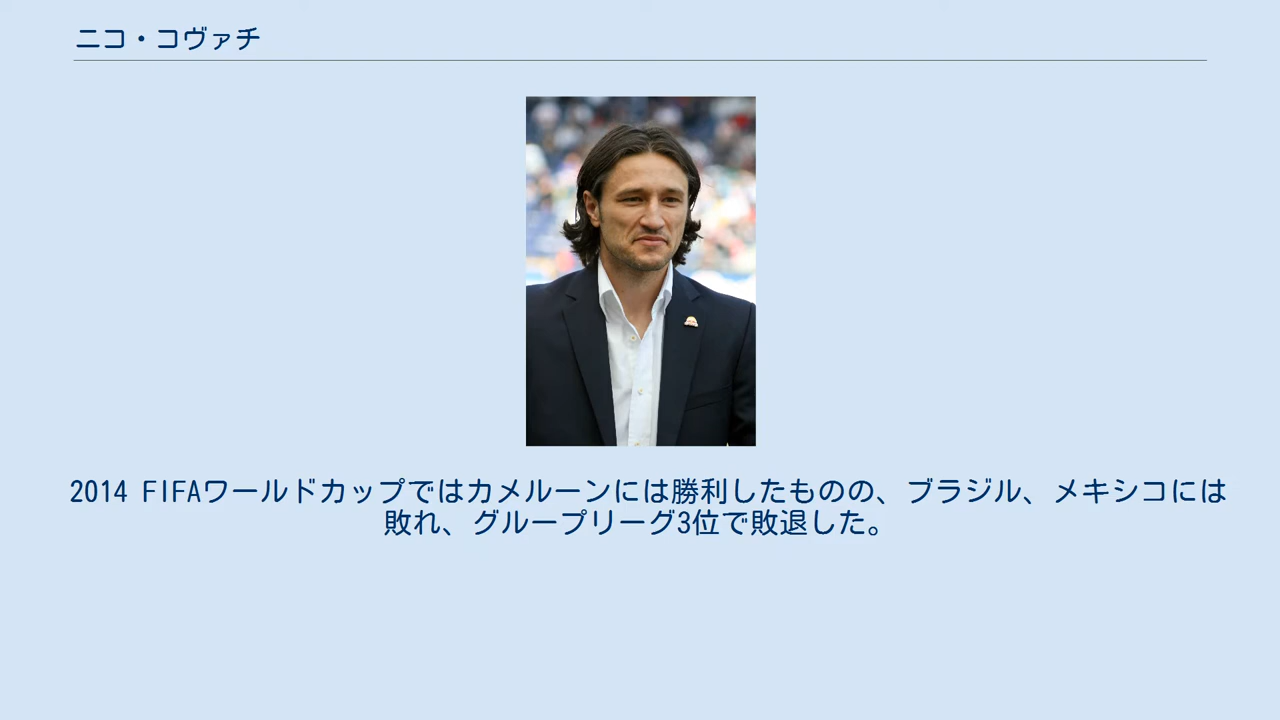 ニコ・コヴァチ
2014 FIFAワールドカップではカメルーンには勝利したものの、ブラジル、メキシコには
敗れ、グループリーグ3位で敗退した。